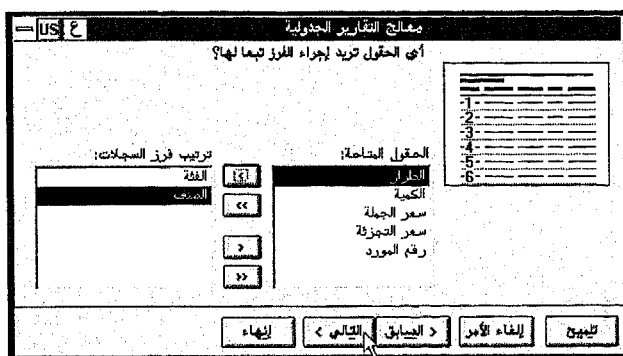 معالج التقارير الجدولية
ع US
أي الحقول تريد إجراء الفرز تبعا لها؟
-1-
-2-
-3-
-4-
-5-
-6-
الحقول المتاحة:
الطراز
الكمية
سعر الجملة
سعر التجزئة
رقم المورد
<
>>
>
<<
ترتيب فرز السجلات:
الفئة
الصنف
تلميح
إلغاء الأمر
< السابق
التالي >
إنهاء